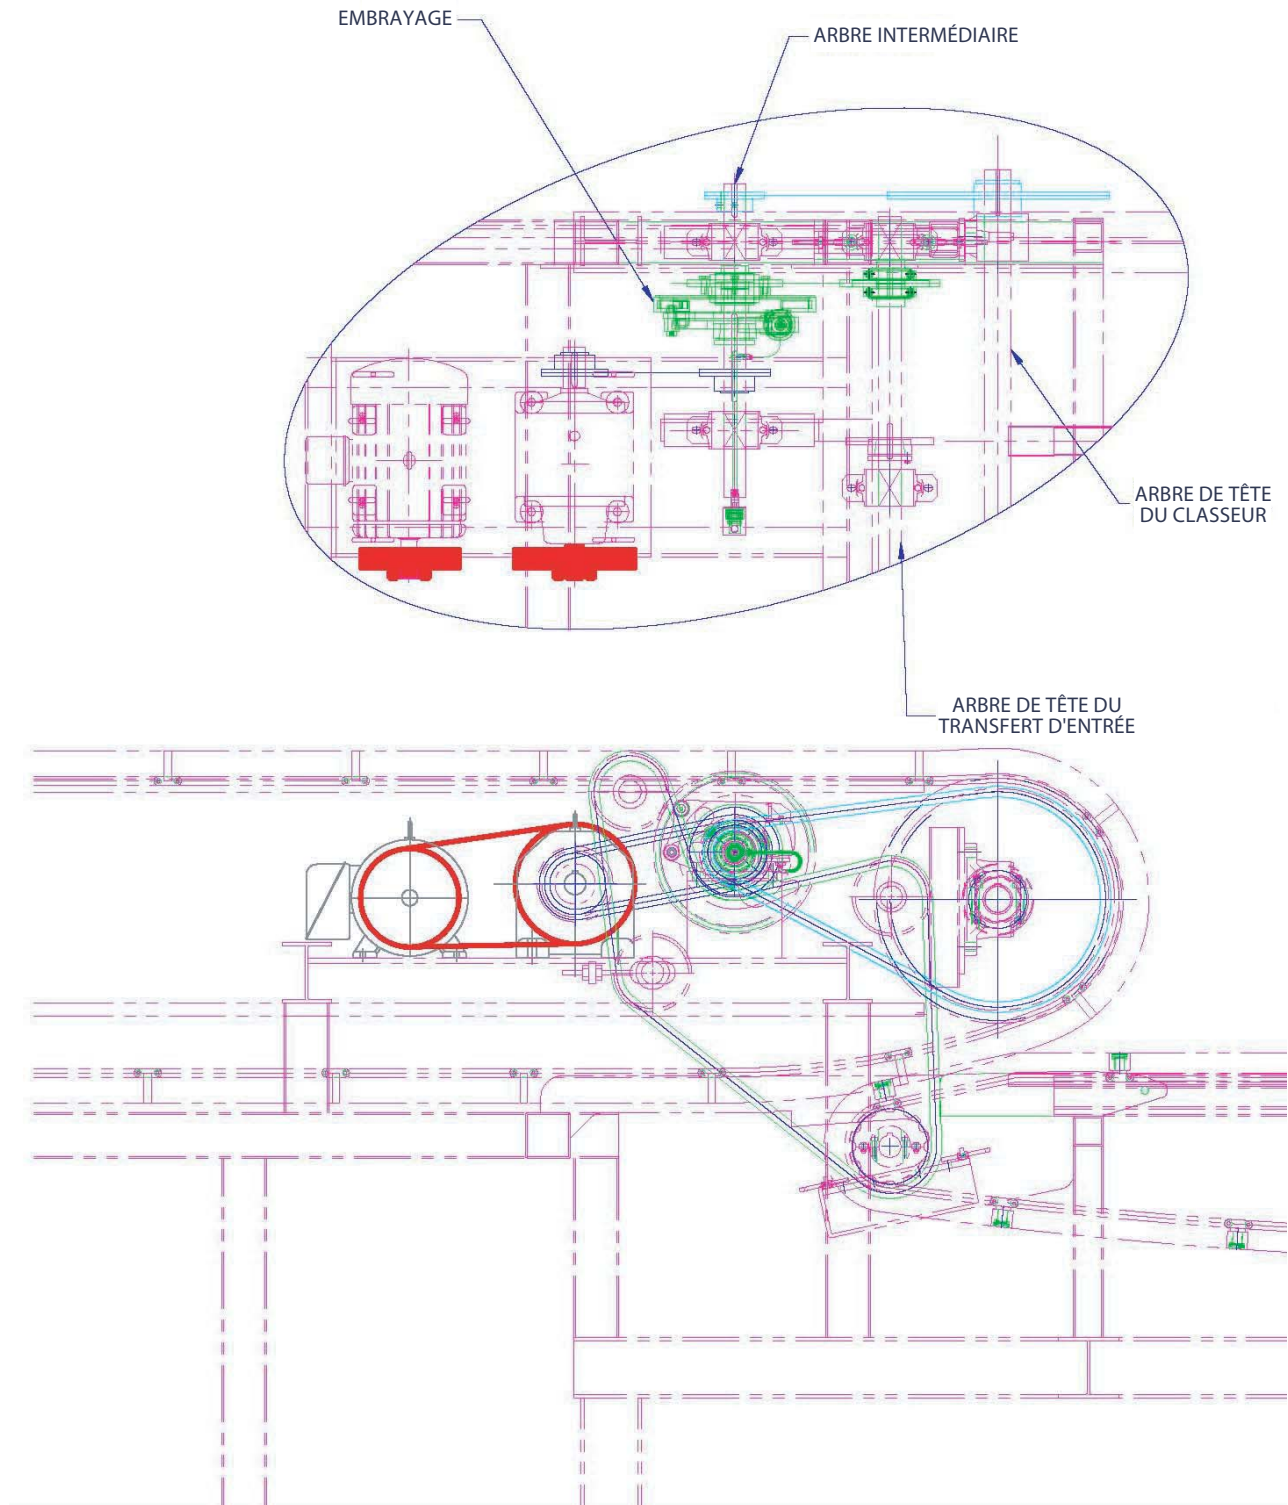 EMBRAYAGE
ARBRE INTERMÉDIAIRE
ARBRE DE TÊTE
DU CLASSEUR
ARBRE DE TÊTE DU
TRANSFERT D'ENTRÉE